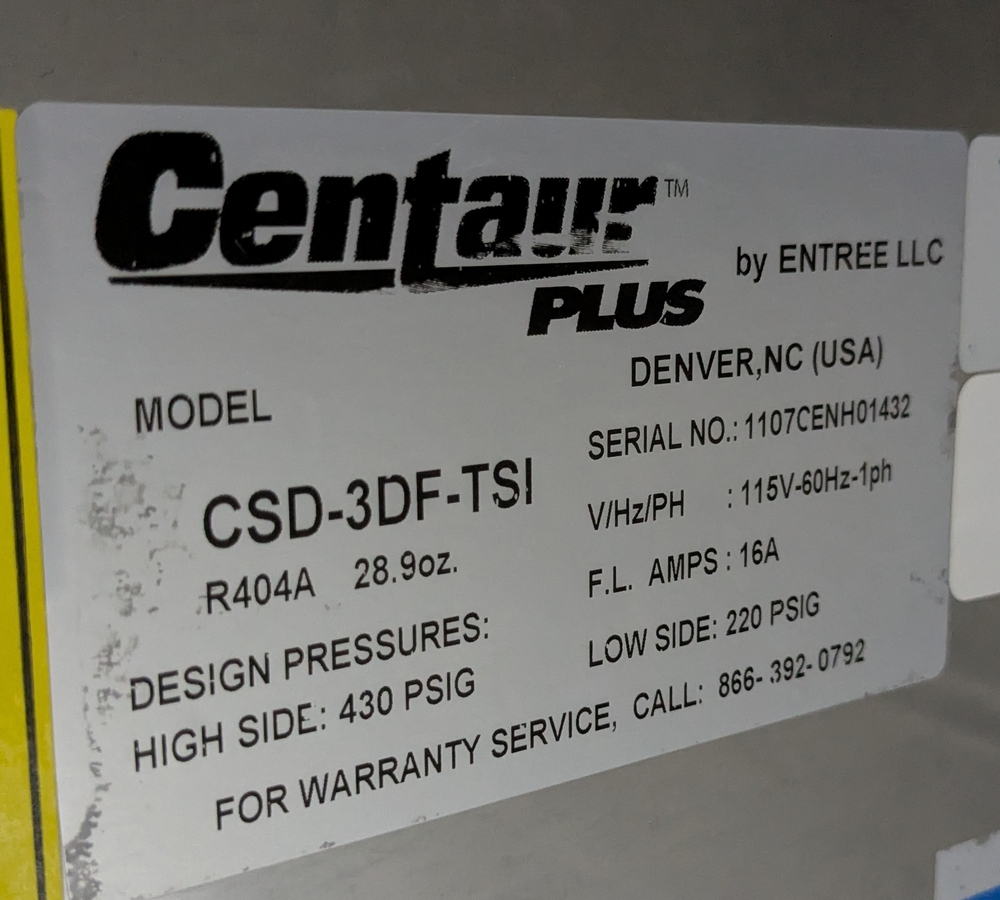 Centaur™
PLUS
by ENTREE LLC
DENVER,NC (USA)
MODEL
CSD-3DF-TSI
R404A 28.9oz.
SERIAL NO.: 1107CENH01432
V/Hz/PH : 115V-60Hz-1ph
F.L. AMPS : 16A
DESIGN PRESSURES:
HIGH SIDE: 430 PSIG
LOW SIDE: 220 PSIG
FOR WARRANTY SERVICE, CALL: 866-392-0792